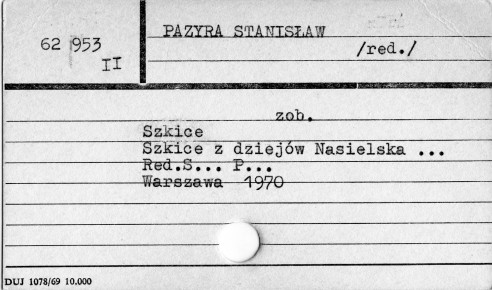 PAZYRA STANISŁAW
62 953
/red./
II
zob.
Szkice
Szkice z dziejów Nasielska ...
Red.S... P...
Warszawa 1970
DUJ 1078/69 10.000